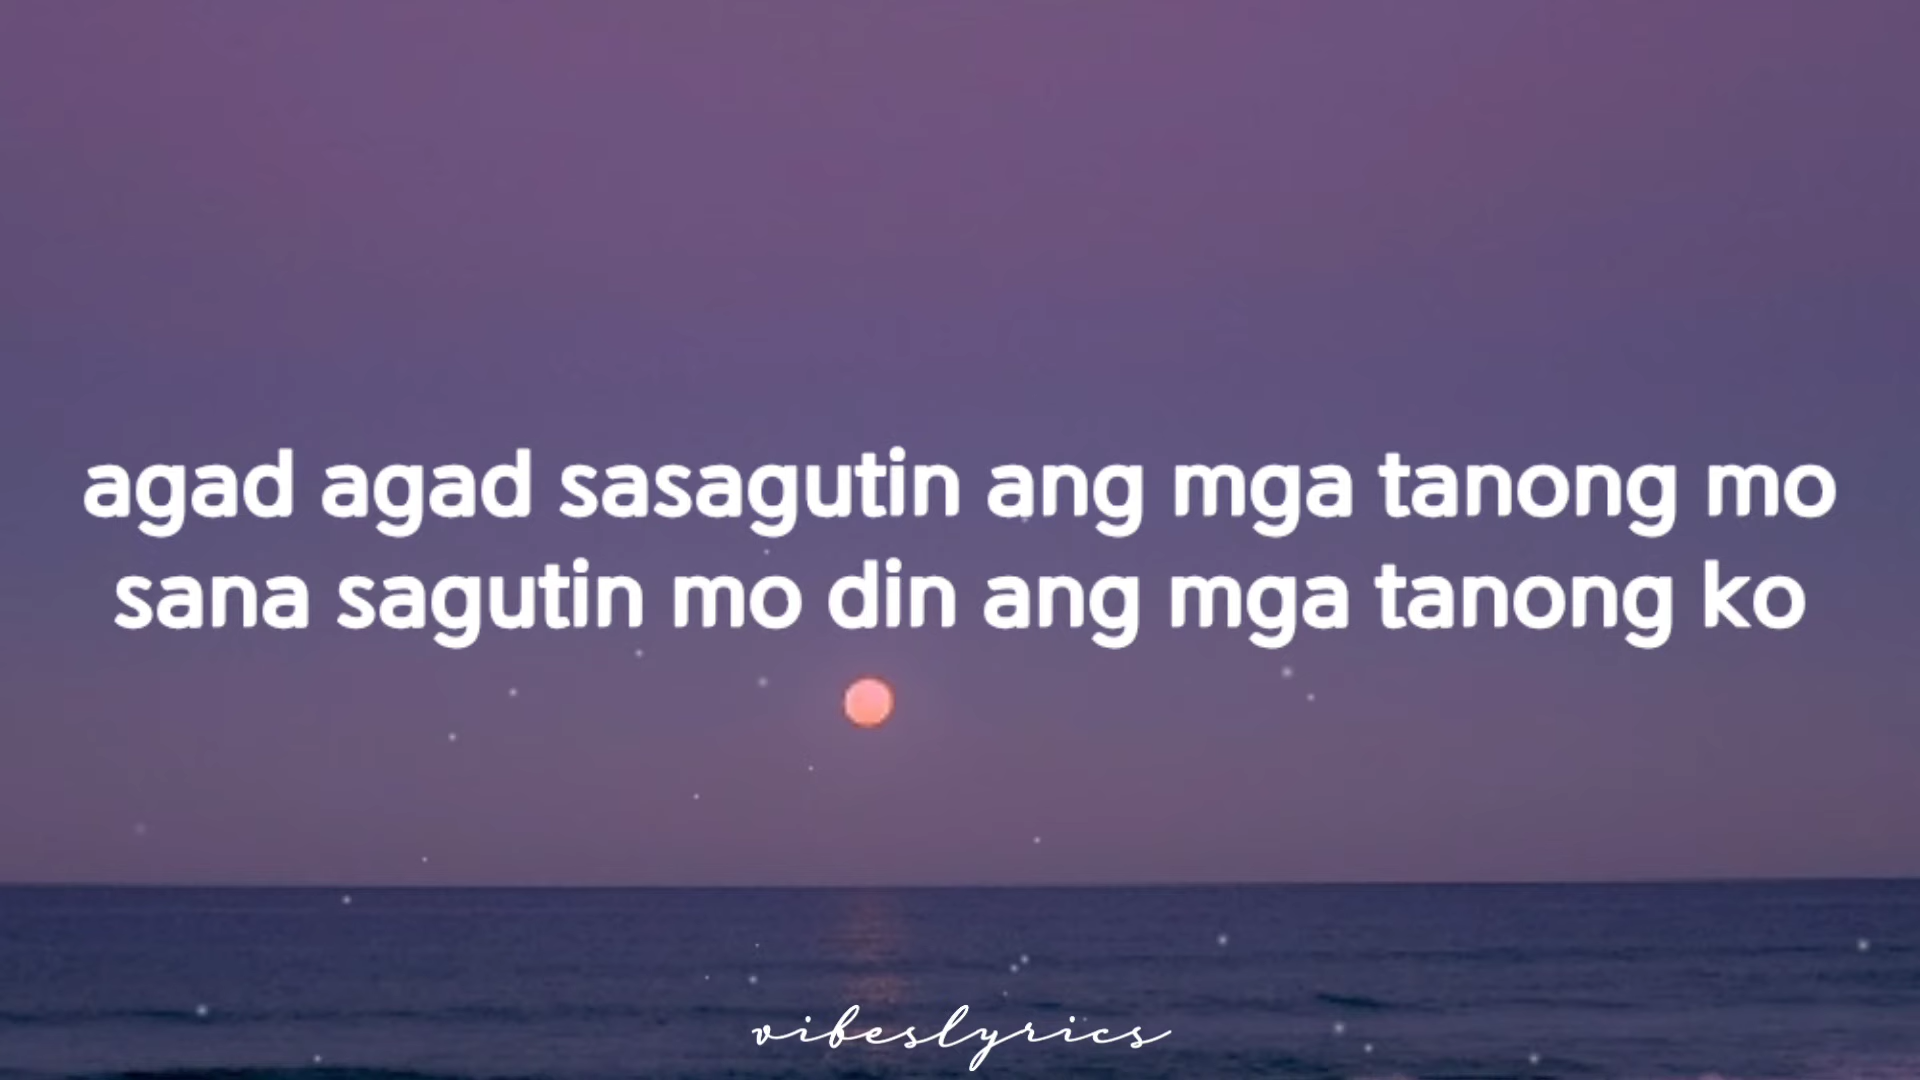 agad agad sasagutin ang mga tanong mo
sana sagutin mo din ang mga tanong ko
vibeslyrics